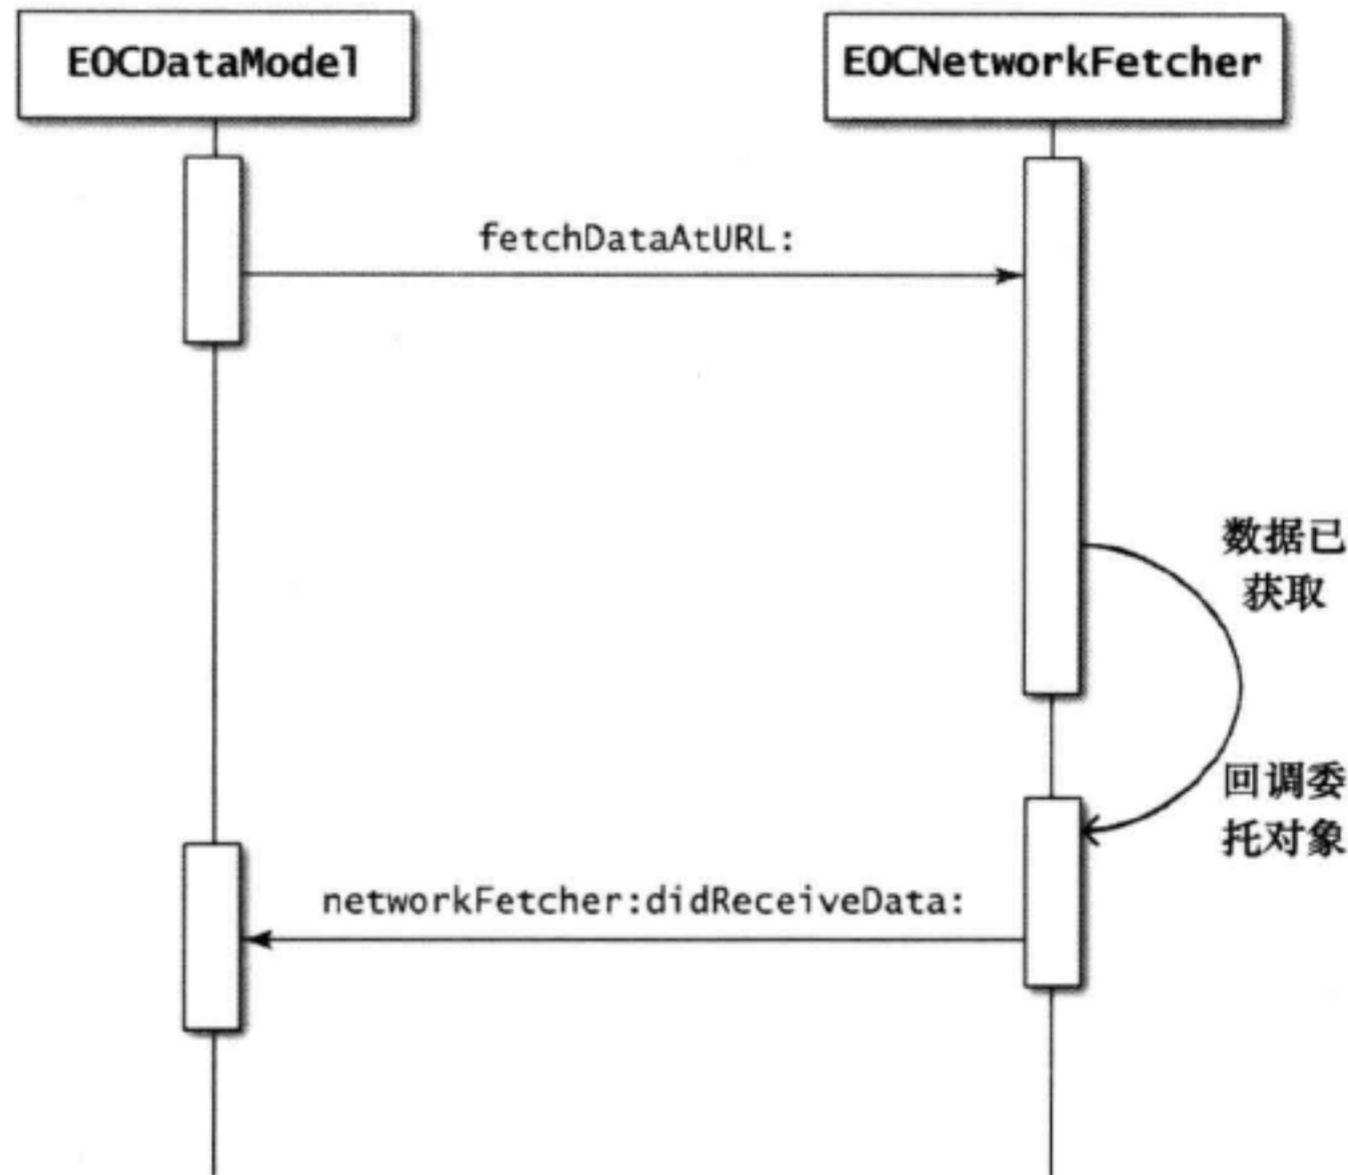 EOCDataModel
EOCNetworkFetcher
fetchDataAtURL:
数据已
获取
回调委
托对象
networkFetcher:didReceiveData: